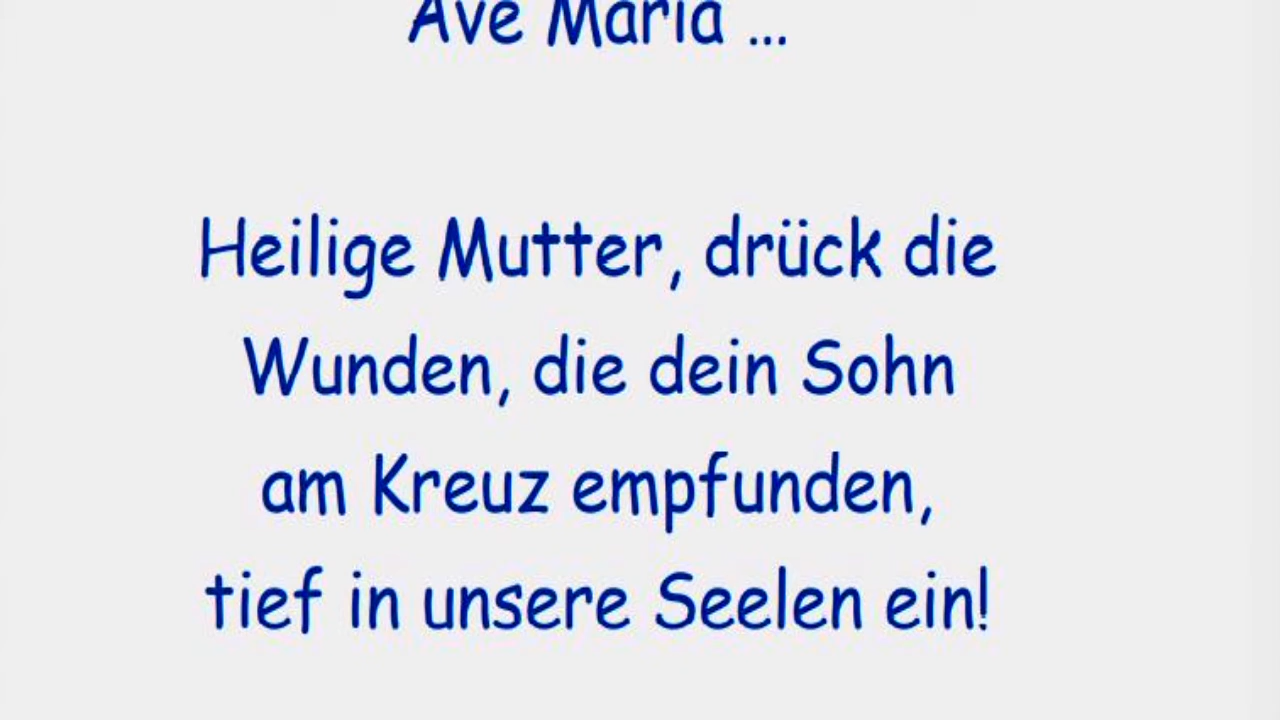 Ave Maria ...
Heilige Mutter, drück die
Wunden, die dein Sohn
am Kreuz empfunden,
tief in unsere Seelen ein!